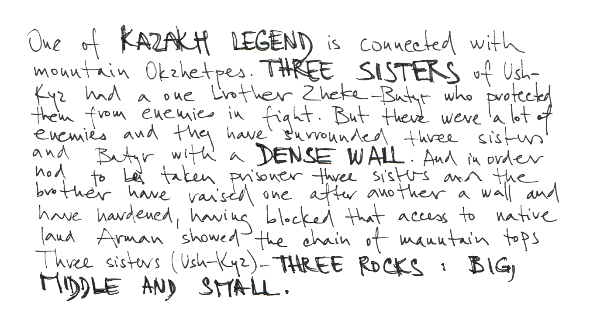 One of KAZAKH LEGEND is connected with
mountain Okzhetpes. THREE SISTERS of Ush-
Kyz had a one brother Zheke-Batyr who protected
them from enemies in fight. But there were a lot of
enemies and they have surrounded three sisters
and Batyr with a DENSE WALL. And in order
nod to be taken prisoner three sisters and the
brother have raised one after another a wall and
have hardened, having blocked that access to native
land Arman showed the chain of mauntain tops
Three sisters (Ush-Kyz)-THREE ROCKS : BIG,
MIDDLE AND SMALL.